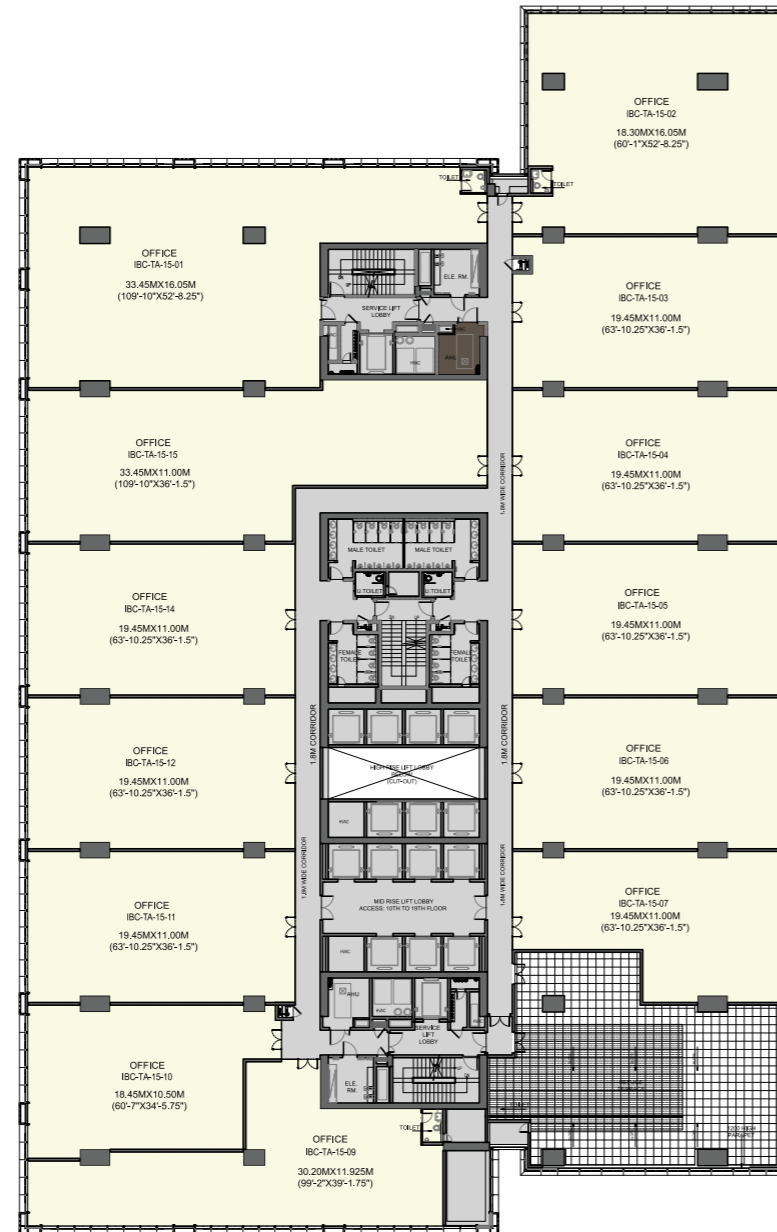 OFFICE
IBC-TA-15-02
18.30MX16.05M
(60'-1"X52'-8.25")
TOILET
TOILET
OFFICE
IBC-TA-15-01
33.45MX16.05M
(109'-10"X52'-8.25")
ELE. RM.
SERVICE LIFT
LOBBY
HAC
AHU
OFFICE
IBC-TA-15-03
19.45MX11.00M
(63'-10.25"X36'-1.5")
OFFICE
IBC-TA-15-15
33.45MX11.00M
(109'-10"X36'-1.5")
OFFICE
IBC-TA-15-04
19.45MX11.00M
(63'-10.25"X36'-1.5")
1.8M WIDE CORRIDOR
MALE TOILET
MALE TOILET
U.TOILET
U.TOILET
FEMALE
TOILET
FEMALE
TOILET
OFFICE
IBC-TA-15-14
19.45MX11.00M
(63'-10.25"X36'-1.5")
OFFICE
IBC-TA-15-05
19.45MX11.00M
(63'-10.25"X36'-1.5")
1.8M CORRIDOR
1.8M CORRIDOR
OFFICE
IBC-TA-15-12
19.45MX11.00M
(63'-10.25"X36'-1.5")
HIGH RISE LIFT LOBBY
BELOW
(CUT-OUT)
OFFICE
IBC-TA-15-06
19.45MX11.00M
(63'-10.25"X36'-1.5")
HAC
1.8M WIDE CORRIDOR
1.8M WIDE CORRIDOR
OFFICE
IBC-TA-15-11
19.45MX11.00M
(63'-10.25"X36'-1.5")
MID RISE LIFT LOBBY
ACCESS: 10TH TO 19TH FLOOR
OFFICE
IBC-TA-15-07
19.45MX11.00M
(63'-10.25"X36'-1.5")
HAC
AHU
HAC
SERVICE
LIFT
LOBBY
OFFICE
IBC-TA-15-10
18.45MX10.50M
(60'-7"X34'-5.75")
ELE.
RM.
TOILET
TOILET
1200 HIGH
PARAPET
OFFICE
IBC-TA-15-09
30.20MX11.925M
(99'-2"X39'-1.75")